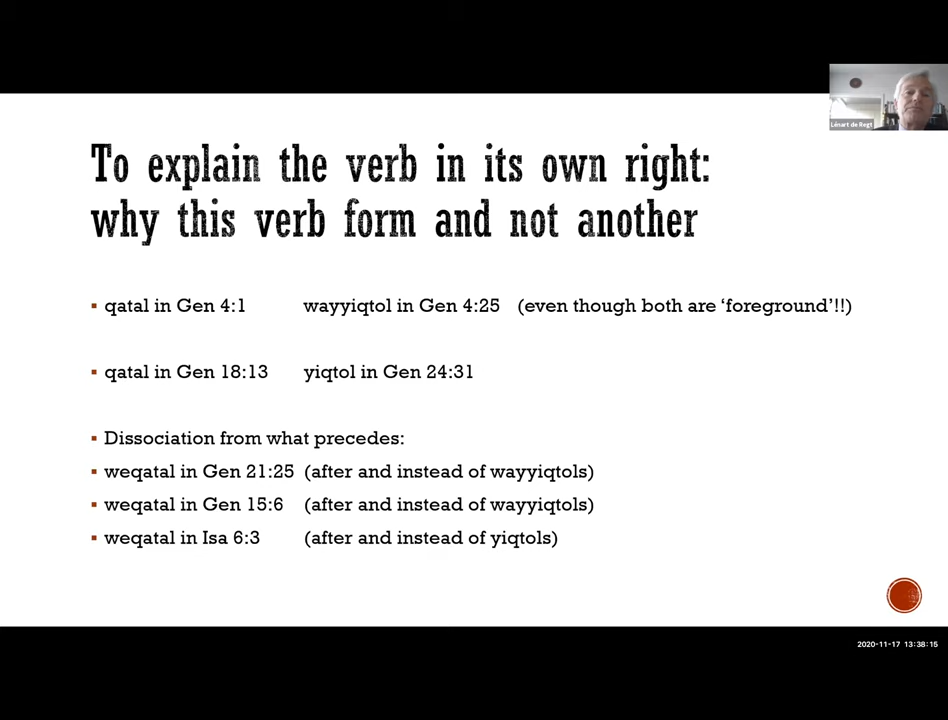 Lénart de Regt
To explain the verb in its own right:
why this verb form and not another
▪ qatal in Gen 4:1 wayyiqtol in Gen 4:25 (even though both are ‘foreground’!!)
▪ qatal in Gen 18:13 yiqtol in Gen 24:31
▪ Dissociation from what precedes:
▪ weqatal in Gen 21:25 (after and instead of wayyiqtols)
▪ weqatal in Gen 15:6 (after and instead of wayyiqtols)
▪ weqatal in Isa 6:3 (after and instead of yiqtols)
2020-11-17 13:38:15